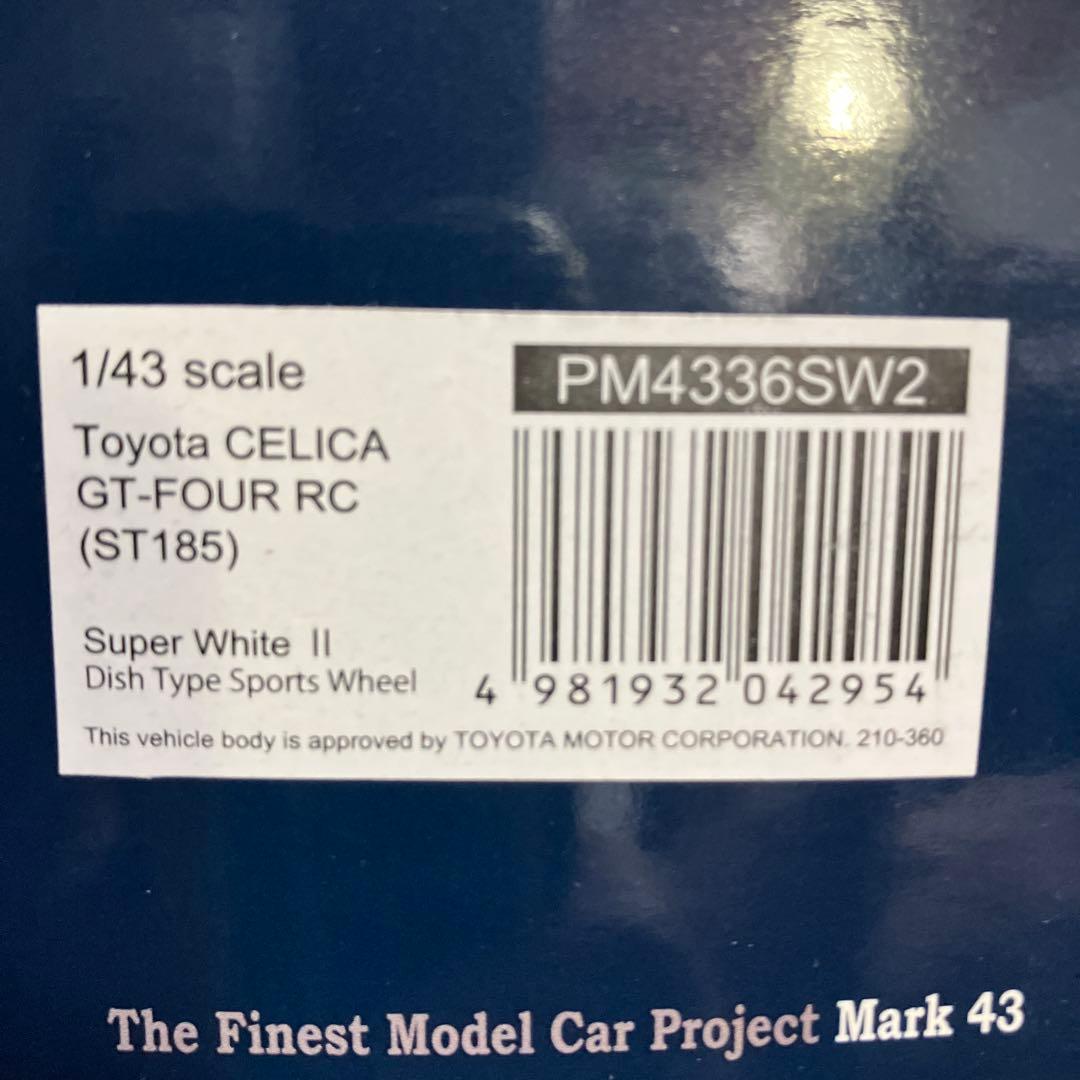 1/43 scale
PM4336SW2
Toyota CELICA
GT-FOUR RC
(ST185)
Super White II
Dish Type Sports Wheel
4 981932 042954
This vehicle body is approved by TOYOTA MOTOR CORPORATION. 210-360
The Finest Model Car Project Mark 43